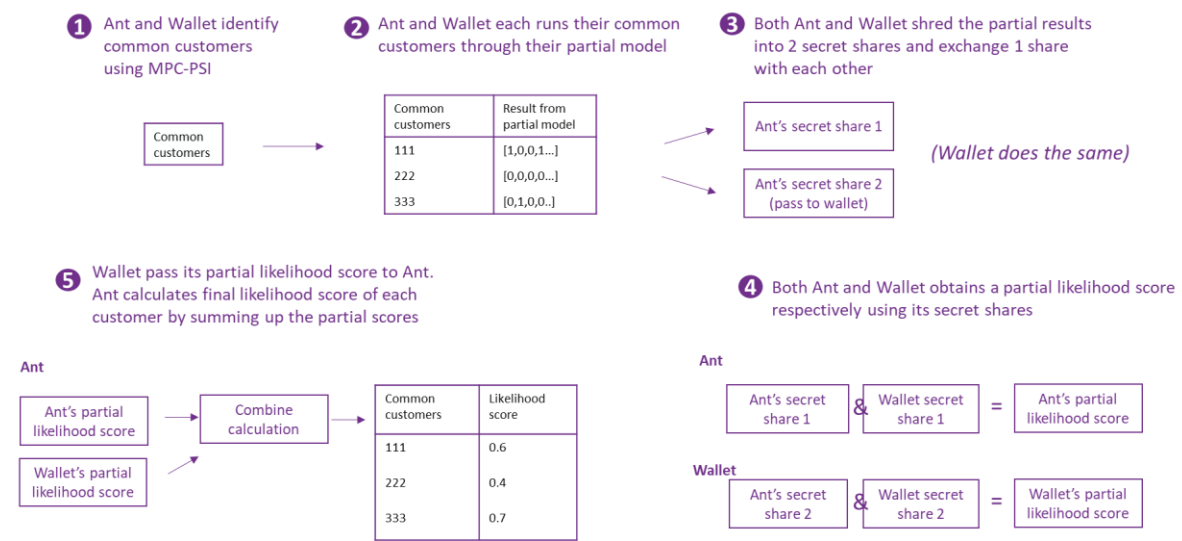 1 Ant and Wallet identify
common customers
using MPC-PSI
Common
customers
2 Ant and Wallet each runs their common
customers through their partial model
Common customers	Result from partial model
111	[1,0,0,1...]
222	[0,0,0,0...]
333	[0,1,0,0..]
3 Both Ant and Wallet shred the partial results
into 2 secret shares and exchange 1 share
with each other
Ant's secret share 1
Ant's secret share 2
(pass to wallet)
(Wallet does the same)
4 Both Ant and Wallet obtains a partial likelihood score
respectively using its secret shares
Ant
Ant's secret
share 1
&
Wallet secret
share 1
=
Ant's partial
likelihood score
Wallet
Ant's secret
share 2
&
Wallet secret
share 2
=
Wallet's partial
likelihood score
5 Wallet pass its partial likelihood score to Ant.
Ant calculates final likelihood score of each
customer by summing up the partial scores
Ant
Ant's partial
likelihood score
Wallet's partial
likelihood score
Combine
calculation
Common customers	Likelihood score
111	0.6
222	0.4
333	0.7